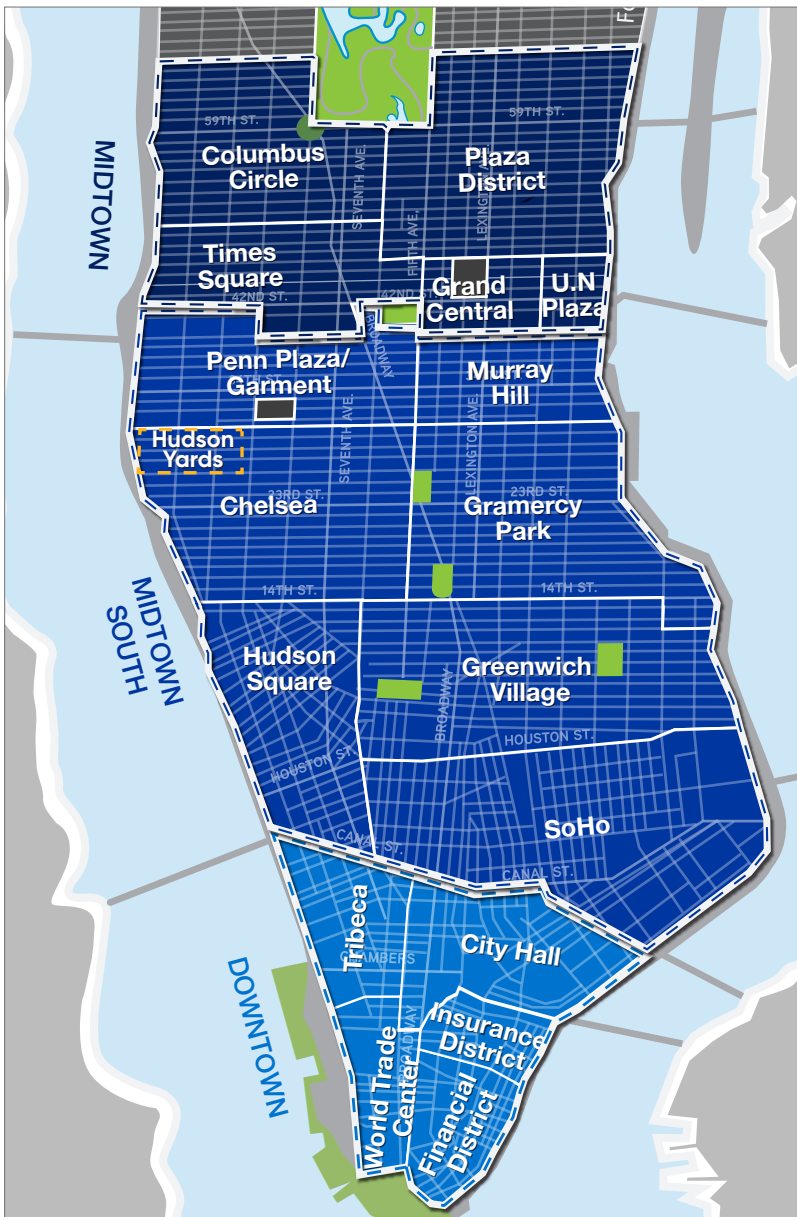 Fo
59TH ST.
59TH ST.
MIDTOWN
Columbus
Circle
SEVENTH AVE.
Plaza
District
LEXINGTON A
FIFTH AVE,
Times
Square
42ND ST.
42ND ST.
Grand
Central
U.N
Plaza
BROADWAY
Penn Plaza/
Garment
Murray
Hill
SEVENTH AVE.
LEXINGTON AVE.
Hudson
Yards
23RD ST.
Chelsea
23RD ST.
Gramercy
Park
14TH ST.
14TH ST.
MIDTOWN
SOUTH
Hudson
Square
Greenwich
Village
BROADWAY
HOUSTON ST.
HOUSTON ST.
SoHo
CANAL ST.
CANAL ST.
Tribeca
City Hall
CHAMBERS
DOWNTOWN
Insurance
District
BROADWAY
World Trade
Center
Financial
District